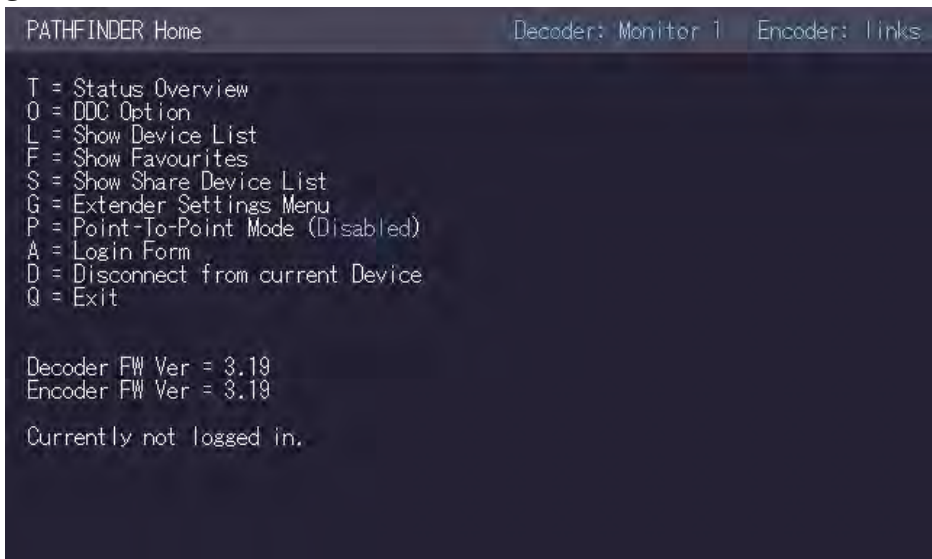 PATHFINDER Home Decoder: Monitor 1 Encoder: links
T = Status Overview
O = DDC Option
L = Show Device List
F = Show Favourites
S = Show Share Device List
G = Extender Settings Menu
P = Point-To-Point Mode (Disabled)
A = Login Form
D = Disconnect from current Device
Q = Exit
Decoder FW Ver = 3.19
Encoder FW Ver = 3.19
Currently not logged in.